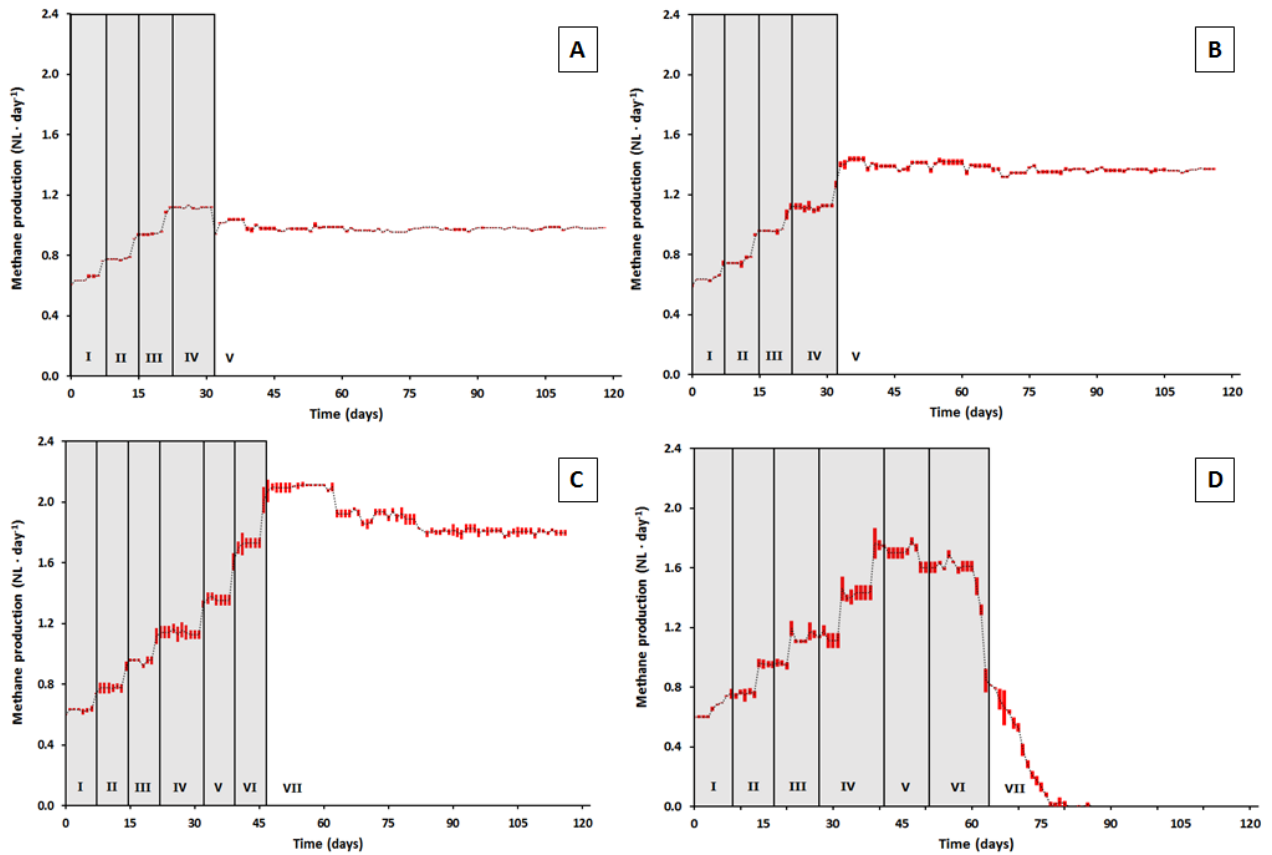 A
Methane production (NL · day⁻¹)
2.4
2.0
1.6
1.2
0.8
0.4
0.0
I II III IV V
0 15 30 45 60 75 90 105 120
Time (days)
B
Methane production (NL · day⁻¹)
2.4
2.0
1.6
1.2
0.8
0.4
0.0
I II III IV V
0 15 30 45 60 75 90 105 120
Time (days)
C
Methane production (NL · day⁻¹)
2.4
2.0
1.6
1.2
0.8
0.4
0.0
I II III IV V VI VII
0 15 30 45 60 75 90 105 120
Time (days)
D
Methane production (NL · day⁻¹)
2.4
2.0
1.6
1.2
0.8
0.4
0.0
I II III IV V VI VII
0 15 30 45 60 75 90 105 120
Time (days)